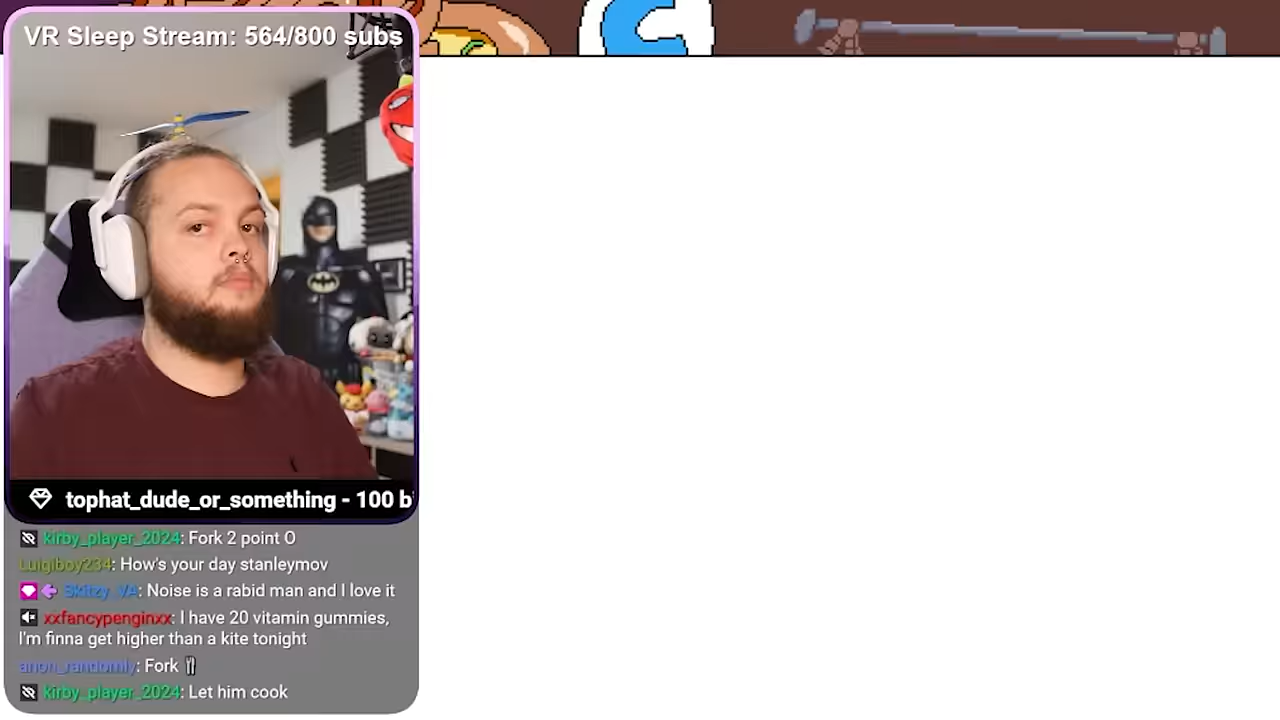 VR Sleep Stream: 564/800 subs
tophat_dude_or_something - 100 b
kirby_player_2024: Fork 2 point O
Luigiboy234: How's your day stanleymov
Skitzy_VA: Noise is a rabid man and I love it
xxfancypenginxx: I have 20 vitamin gummies,
I'm finna get higher than a kite tonight
anon_randomly: Fork 🍴
kirby_player_2024: Let him cook